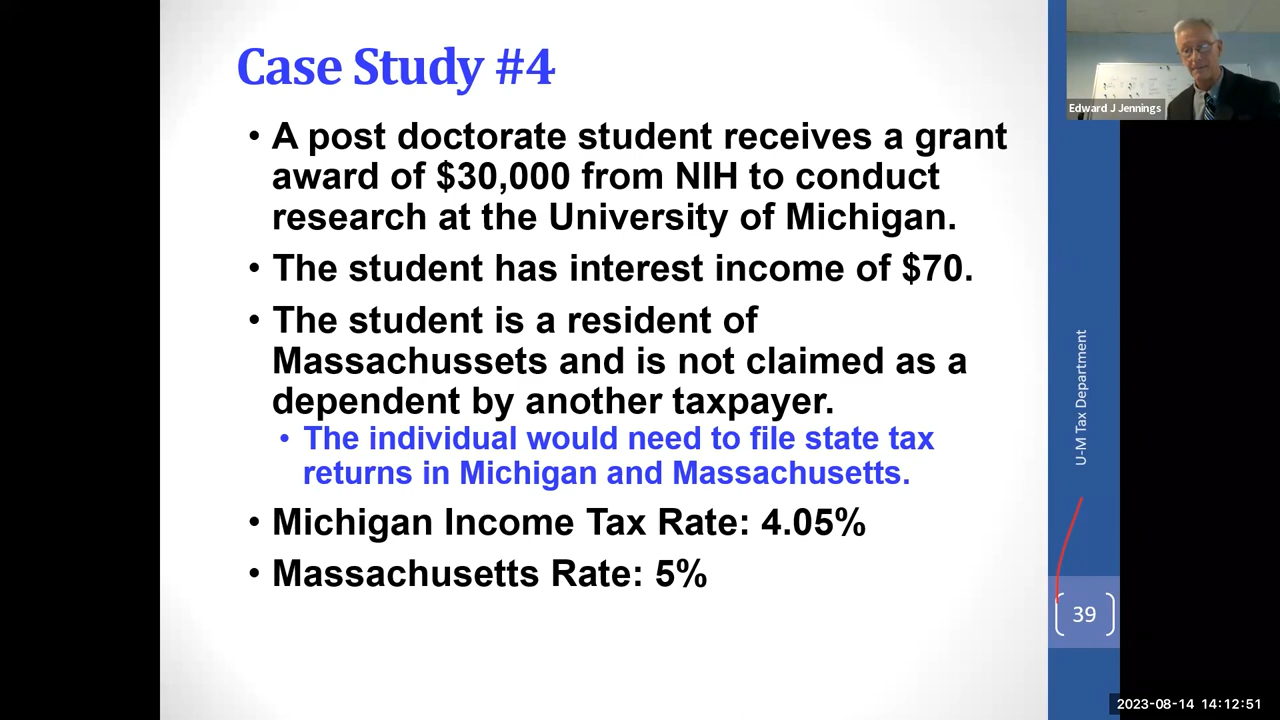 Case Study #4
• A post doctorate student receives a grant
award of $30,000 from NIH to conduct
research at the University of Michigan.
• The student has interest income of $70.
• The student is a resident of
Massachussets and is not claimed as a
dependent by another taxpayer.
• The individual would need to file state tax
returns in Michigan and Massachusetts.
• Michigan Income Tax Rate: 4.05%
• Massachusetts Rate: 5%
Edward J Jennings
U-M Tax Department
39
2023-08-14 14:12:51